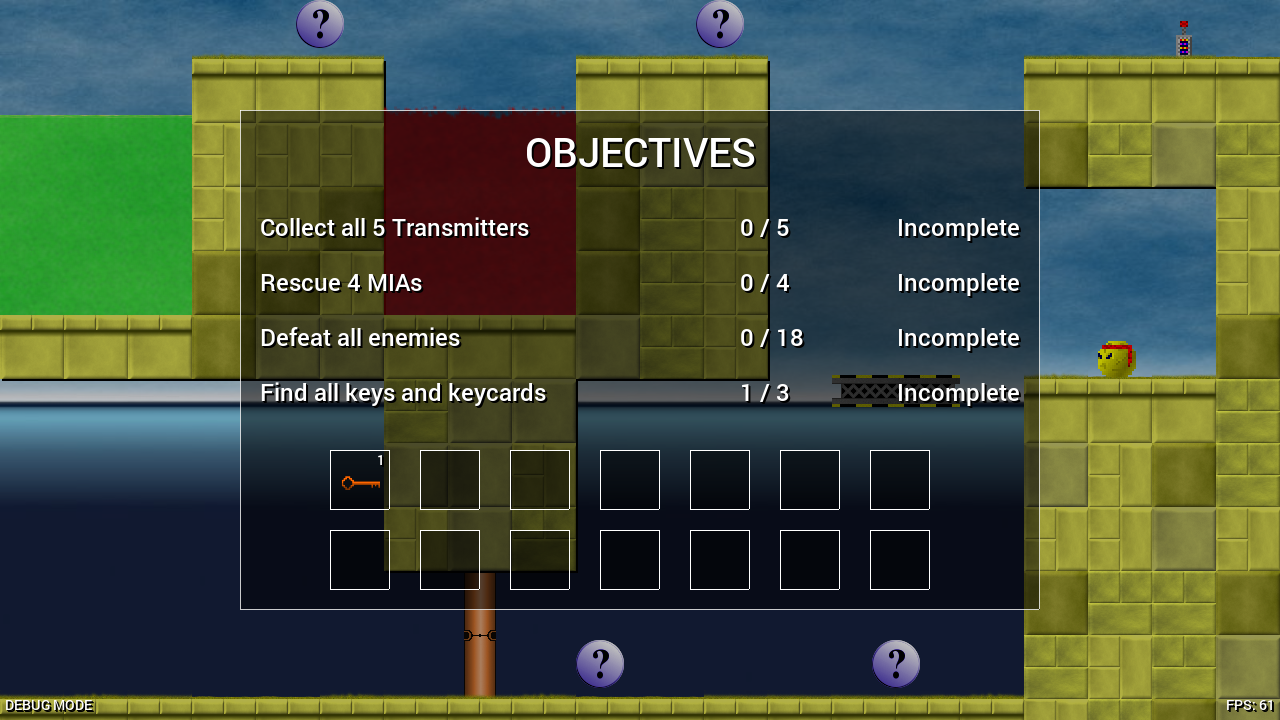 ?
?
OBJECTIVES
Collect all 5 Transmitters 0 / 5 Incomplete
Rescue 4 MIAs 0 / 4 Incomplete
Defeat all enemies 0 / 18 Incomplete
Find all keys and keycards 1 / 3 Incomplete
1
?
?
DEBUG MODE
FPS: 61